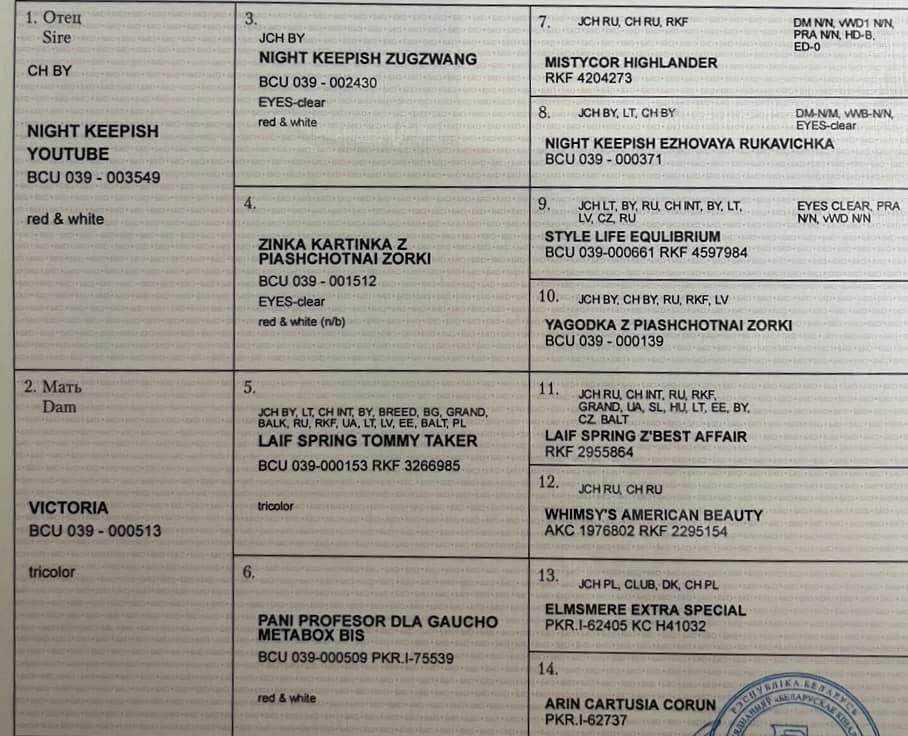 1. Отец
Sire
CH BY
NIGHT KEEPISH
YOUTUBE
BCU 039 - 003549
red & white
2. Мать
Dam
VICTORIA
BCU 039 - 000513
tricolor
3.
JCH BY
NIGHT KEEPISH ZUGZWANG
BCU 039 - 002430
EYES-clear
red & white
4.
ZINKA KARTINKA Z
PIASHCHOTNAI ZORKI
BCU 039 - 001512
EYES-clear
red & white (n/b)
5.
JCH BY, LT, CH INT, BY, BREED, BG, GRAND,
BALK, RU, RKF, UA, LT, LV, EE, BALT, PL
LAIF SPRING TOMMY TAKER
BCU 039-000153 RKF 3266985
tricolor
6.
PANI PROFESOR DLA GAUCHO
METABOX BIS
BCU 039-000509 PKR.I-75539
red & white
7. JCH RU, CH RU, RKF
DM N/N, vWD1 N/N,
PRA N/N, HD-B,
ED-0
MISTYCOR HIGHLANDER
RKF 4204273
8. JCH BY, LT, CH BY
DM-N/M, vWB-N/N,
EYES-clear
NIGHT KEEPISH EZHOVAYA RUKAVICHKA
BCU 039 - 000371
9. JCH LT, BY, RU, CH INT, BY, LT,
LV, CZ, RU
EYES CLEAR, PRA
N/N, vWD N/N
STYLE LIFE EQULIBRIUM
BCU 039-000661 RKF 4597984
10. JCH BY, CH BY, RU, RKF, LV
YAGODKA Z PIASHCHOTNAI ZORKI
BCU 039 - 000139
11. JCH RU, CH INT, RU, RKF,
GRAND, UA, SL, HU, LT, EE, BY,
CZ, BALT
LAIF SPRING Z'BEST AFFAIR
RKF 2955864
12. JCH RU, CH RU
WHIMSY'S AMERICAN BEAUTY
AKC 1976802 RKF 2295154
13. JCH PL, CLUB, DK, CH PL
ELMSMERE EXTRA SPECIAL
PKR.I-62405 KC H41032
14.
ARIN CARTUSIA CORUN
PKR.I-62737
РЭСПУБЛІКА БЕЛАРУСЬ